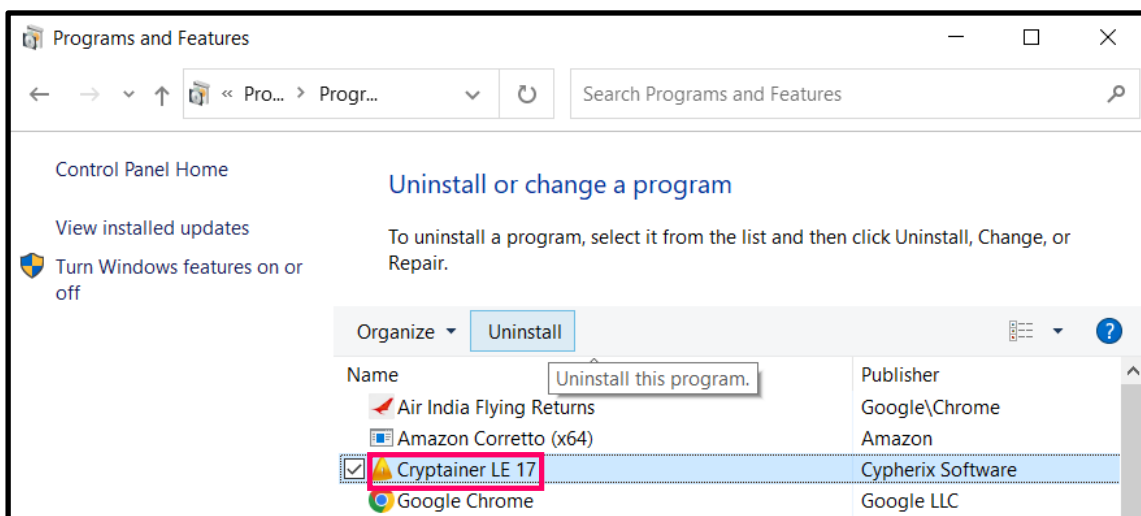 Programs and Features
« Pro... > Progr...
Search Programs and Features
Control Panel Home
View installed updates
Turn Windows features on or
off
Uninstall or change a program
To uninstall a program, select it from the list and then click Uninstall, Change, or
Repair.
Organize Uninstall ?
Uninstall this program.
Name Publisher
Air India Flying Returns Google\Chrome
Amazon Corretto (x64) Amazon
Cryptainer LE 17 Cypherix Software
Google Chrome Google LLC